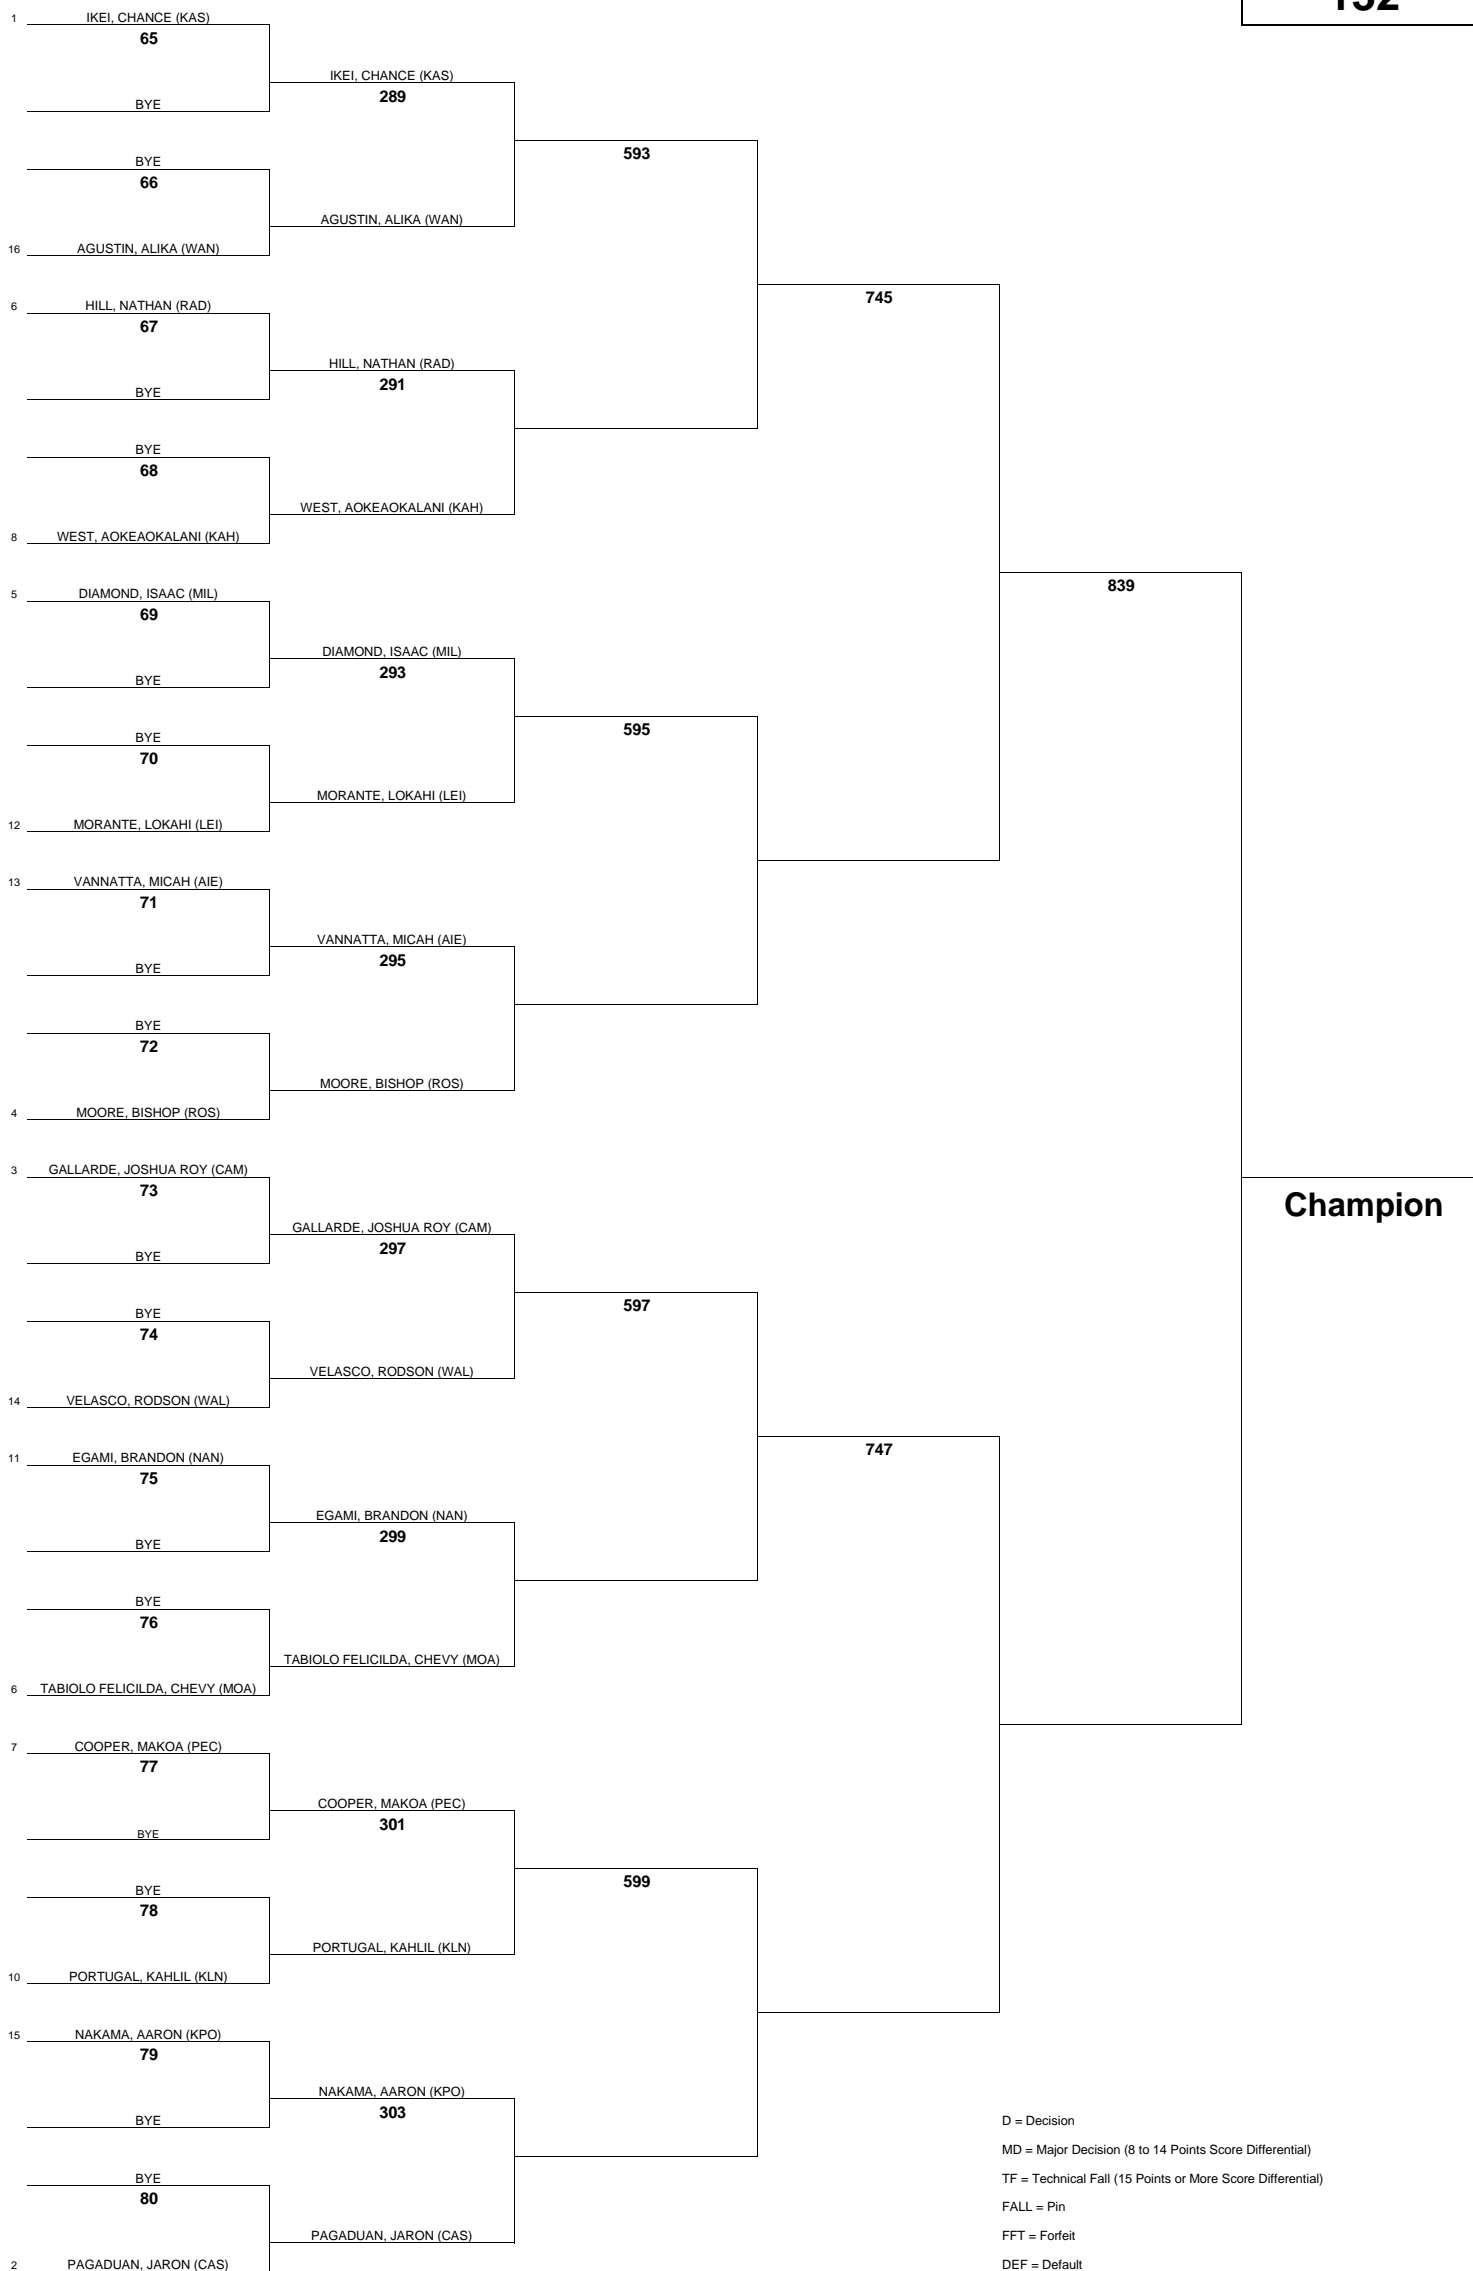 132
1 IKEI, CHANCE (KAS)
65
IKEI, CHANCE (KAS)
289
BYE
593
BYE
66
AGUSTIN, ALIKA (WAN)
16 AGUSTIN, ALIKA (WAN)
745
6 HILL, NATHAN (RAD)
67
HILL, NATHAN (RAD)
291
BYE
BYE
68
WEST, AOKEAOKALANI (KAH)
8 WEST, AOKEAOKALANI (KAH)
839
5 DIAMOND, ISAAC (MIL)
69
DIAMOND, ISAAC (MIL)
293
BYE
595
BYE
70
MORANTE, LOKAHI (LEI)
12 MORANTE, LOKAHI (LEI)
13 VANNATTA, MICAH (AIE)
71
VANNATTA, MICAH (AIE)
295
BYE
BYE
72
MOORE, BISHOP (ROS)
4 MOORE, BISHOP (ROS)
3 GALLARDE, JOSHUA ROY (CAM)
73
Champion
GALLARDE, JOSHUA ROY (CAM)
297
BYE
597
BYE
74
VELASCO, RODSON (WAL)
14 VELASCO, RODSON (WAL)
747
11 EGAMI, BRANDON (NAN)
75
EGAMI, BRANDON (NAN)
299
BYE
BYE
76
TABIOLO FELICILDA, CHEVY (MOA)
6 TABIOLO FELICILDA, CHEVY (MOA)
7 COOPER, MAKOA (PEC)
77
COOPER, MAKOA (PEC)
301
BYE
599
BYE
78
PORTUGAL, KAHLIL (KLN)
10 PORTUGAL, KAHLIL (KLN)
15 NAKAMA, AARON (KPO)
79
NAKAMA, AARON (KPO)
303
BYE
BYE
80
PAGADUAN, JARON (CAS)
2 PAGADUAN, JARON (CAS)
D = Decision
MD = Major Decision (8 to 14 Points Score Differential)
TF = Technical Fall (15 Points or More Score Differential)
FALL = Pin
FFT = Forfeit
DEF = Default